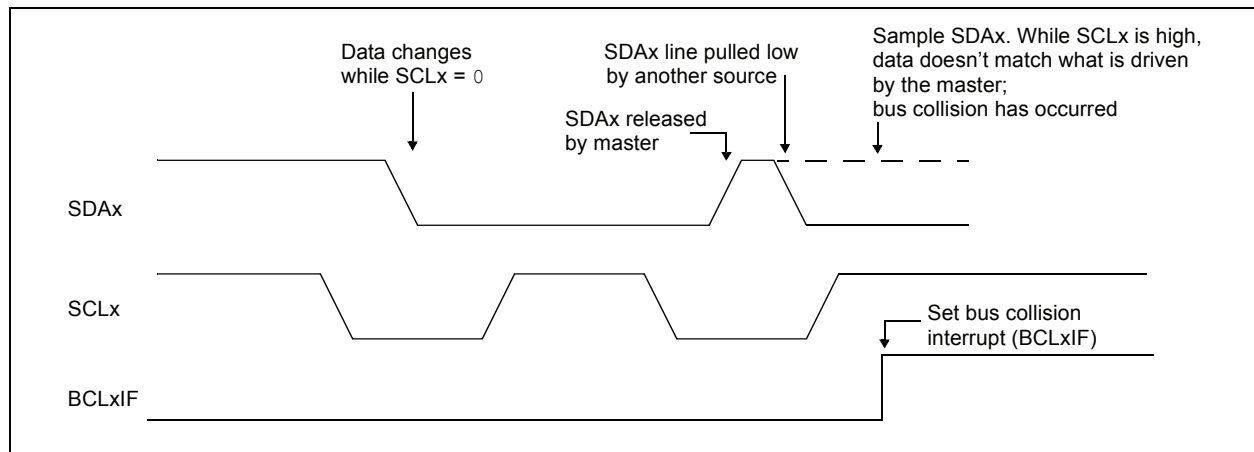 Data changes
while SCLx = 0
SDAx line pulled low
by another source
Sample SDAx. While SCLx is high,
data doesn’t match what is driven
by the master;
bus collision has occurred
SDAx released
by master
SDAx
SCLx
Set bus collision
interrupt (BCLxIF)
BCLxIF